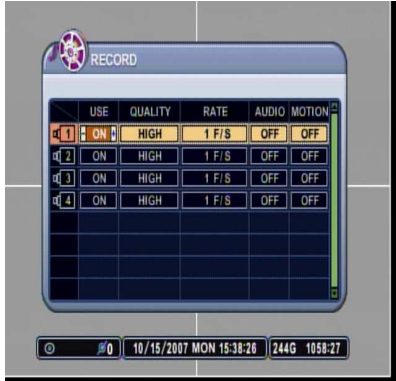 RECORD
USE QUALITY RATE AUDIO MOTION
1 ON HIGH 1 F/S OFF OFF
2 ON HIGH 1 F/S OFF OFF
3 ON HIGH 1 F/S OFF OFF
4 ON HIGH 1 F/S OFF OFF
0 10/15/2007 MON 15:38:26 244G 1058:27